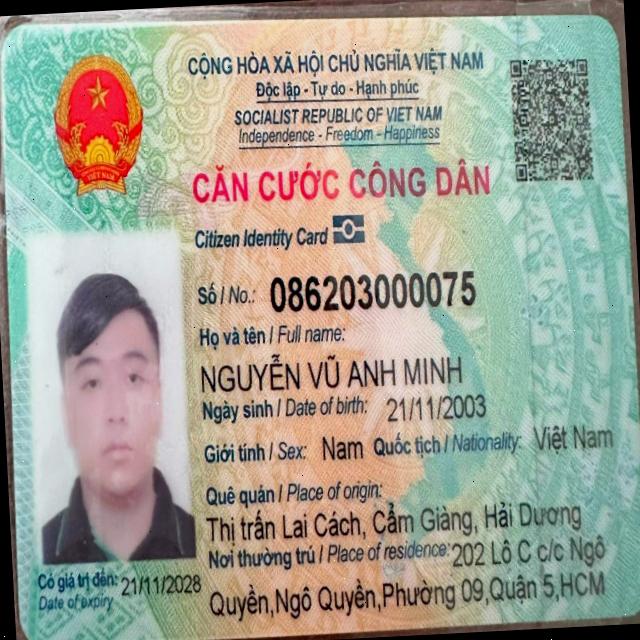 CỘNG HÒA XÃ HỘI CHỦ NGHĨA VIỆT NAM
Độc lập - Tự do - Hạnh phúc
SOCIALIST REPUBLIC OF VIET NAM
Independence - Freedom - Happiness
CĂN CƯỚC CÔNG DÂN
Citizen Identity Card
VIỆT NAM
Số / No.: 086203000075
Họ và tên / Full name:
NGUYỄN VŨ ANH MINH
Ngày sinh / Date of birth: 21/11/2003
Giới tính / Sex: Nam Quốc tịch / Nationality: Việt Nam
Quê quán / Place of origin:
Thị trấn Lai Cách, Cẩm Giàng, Hải Dương
Nơi thường trú / Place of residence: 202 Lô C c/c Ngô
Quyền,Ngô Quyền,Phường 09,Quận 5,HCM
Có giá trị đến: 21/11/2028
Date of expiry